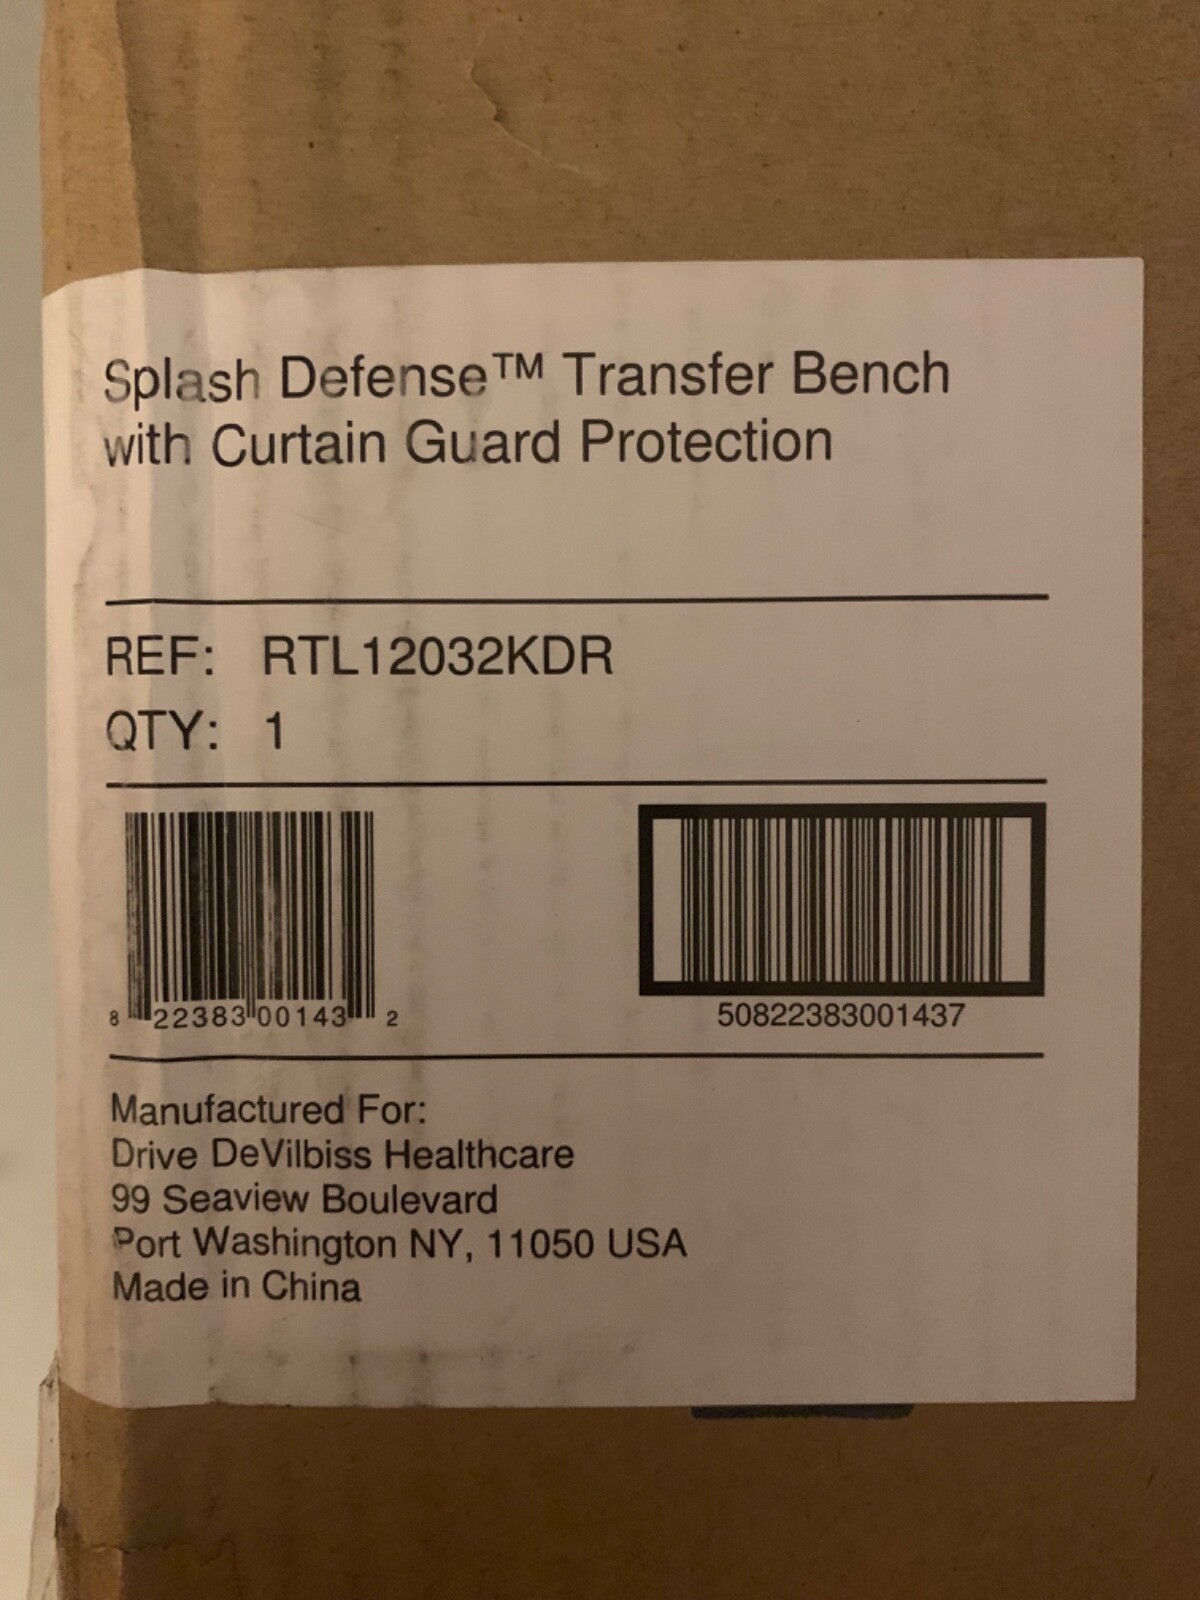 Splash Defense™ Transfer Bench
with Curtain Guard Protection
REF: RTL12032KDR
QTY: 1
8 22383 00143 2
50822383001437
Manufactured For:
Drive DeVilbiss Healthcare
99 Seaview Boulevard
Port Washington NY, 11050 USA
Made in China